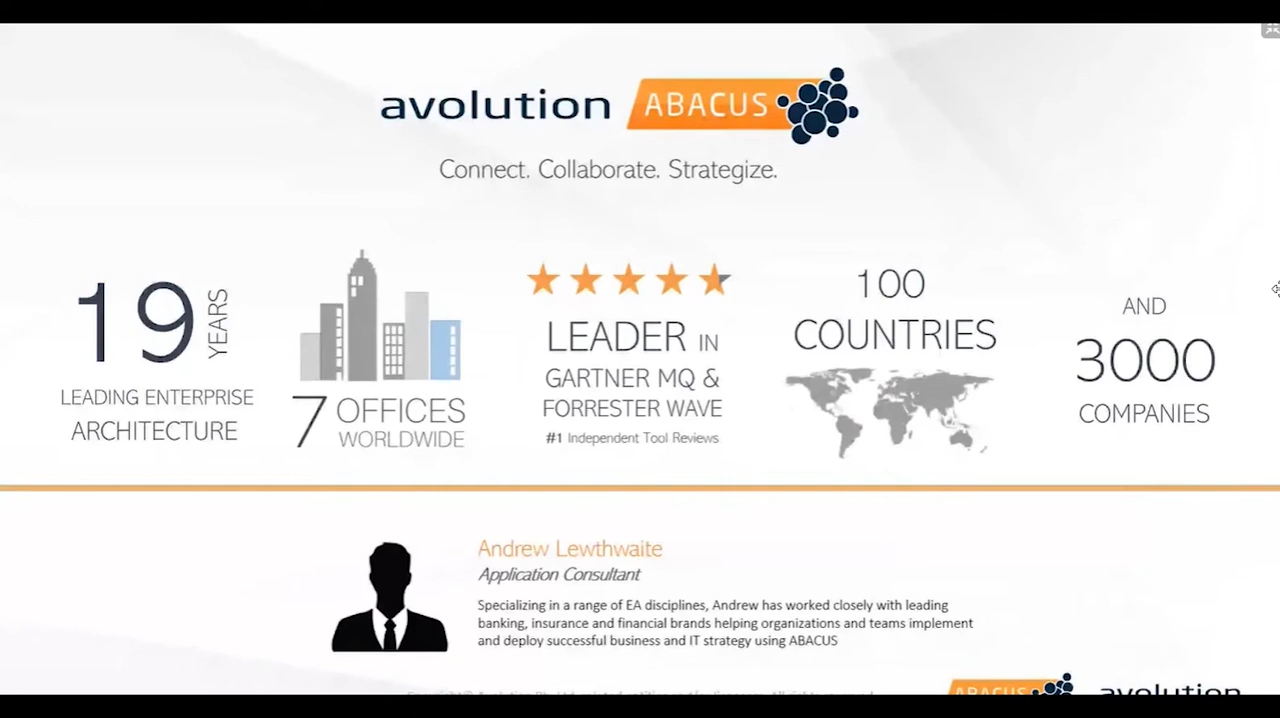 avolution ABACUS
Connect. Collaborate. Strategize.
19 YEARS
LEADING ENTERPRISE
ARCHITECTURE
7 OFFICES
WORLDWIDE
LEADER IN
GARTNER MQ &
FORRESTER WAVE
#1 Independent Tool Reviews
100
COUNTRIES
AND
3000
COMPANIES
Andrew Lewthwaite
Application Consultant
Specializing in a range of EA disciplines, Andrew has worked closely with leading
banking, insurance and financial brands helping organizations and teams implement
and deploy successful business and IT strategy using ABACUS
ABACUS avolution